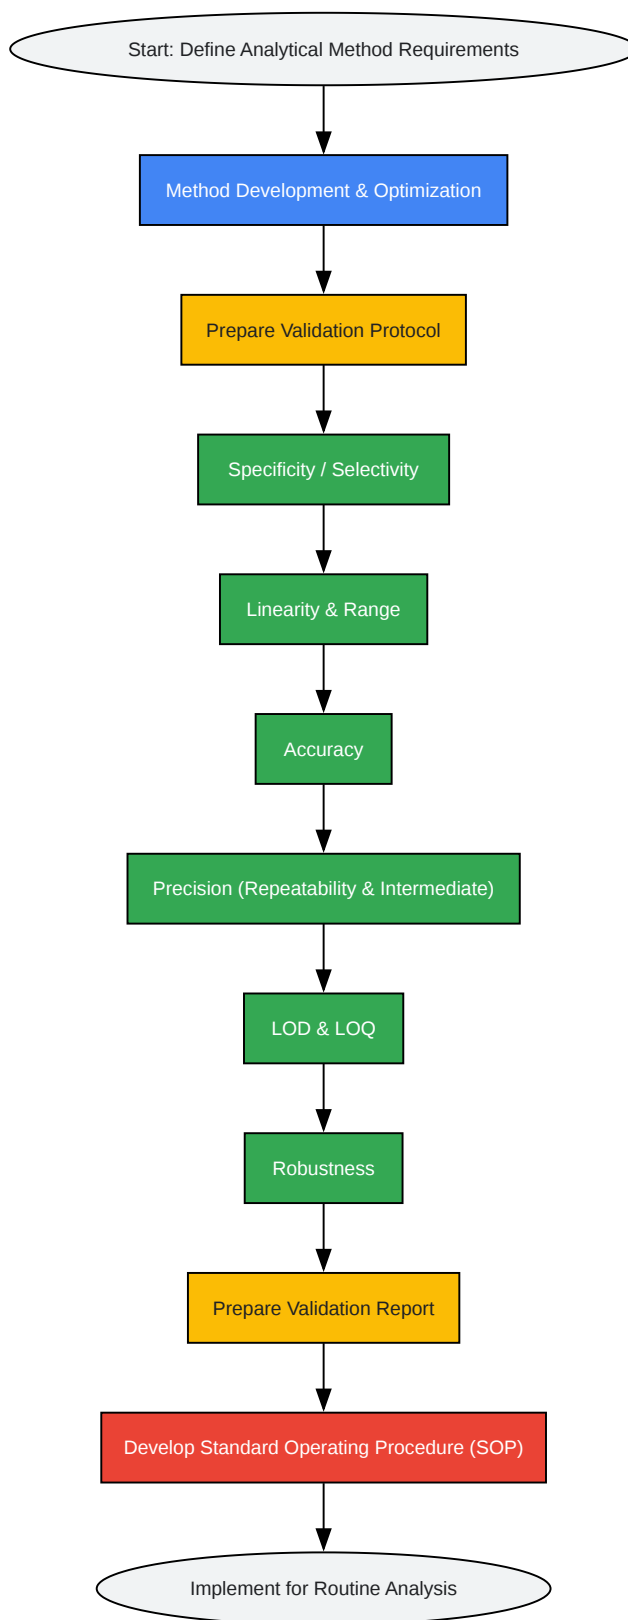 Start: Define Analytical Method Requirements
Method Development & Optimization
Prepare Validation Protocol
Specificity / Selectivity
Linearity & Range
Accuracy
Precision (Repeatability & Intermediate)
LOD & LOQ
Robustness
Prepare Validation Report
Develop Standard Operating Procedure (SOP)
Implement for Routine Analysis